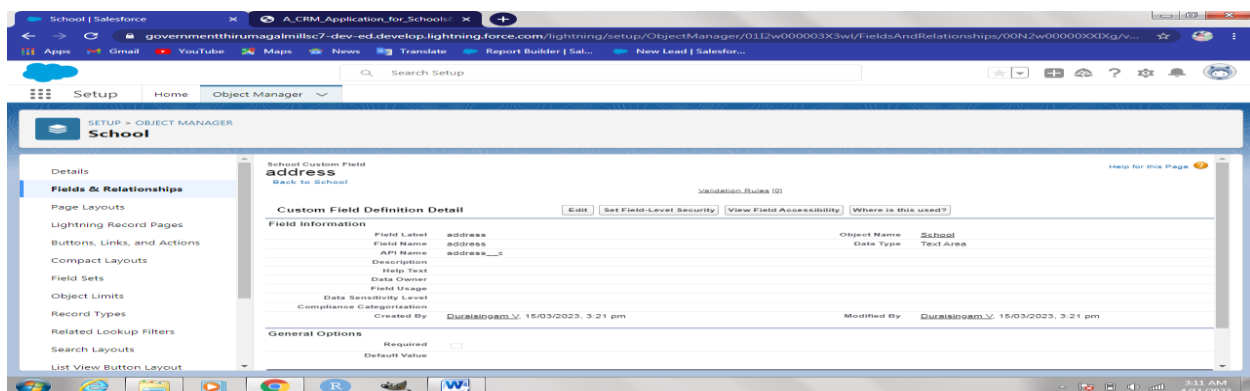 School | Salesforce
A_CRM_Application_for_Schools
governmentthirumagalmillsc7-dev-ed.develop.lightning.force.com/lightning/setup/ObjectManager/01I2w000003X3wI/FieldsAndRelationships/00N2w00000XXIXg/v...
Apps Gmail YouTube Maps News Translate Report Builder | Sal... New Lead | Salesfor...
Search Setup
Setup Home Object Manager
SETUP > OBJECT MANAGER
School
Details
Fields & Relationships
Page Layouts
Lightning Record Pages
Buttons, Links, and Actions
Compact Layouts
Field Sets
Object Limits
Record Types
Related Lookup Filters
Search Layouts
List View Button Layout
School Custom Field
address
Back to School
Help for this Page
Validation Rules [0]
Custom Field Definition Detail Edit Set Field-Level Security View Field Accessibility Where is this used?
Field Information
Field Label address Object Name School
Field Name address Data Type Text Area
API Name address__c
Description
Help Text
Data Owner
Field Usage
Data Sensitivity Level
Compliance Categorization
Created By Duraisingam V, 15/03/2023, 3:21 pm Modified By Duraisingam V, 15/03/2023, 3:21 pm
General Options
Required
Default Value
3:11 AM